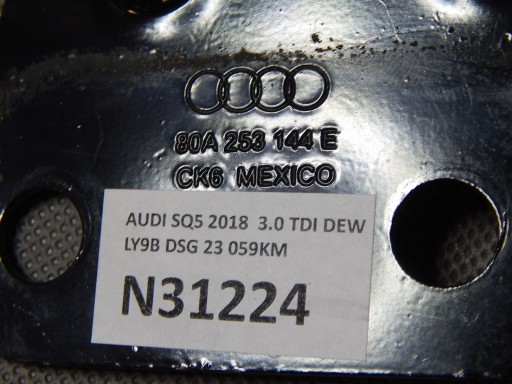 80A 253 144 E
CK6 MEXICO
AUDI SQ5 2018 3.0 TDI DEW
LY9B DSG 23 059KM
N31224